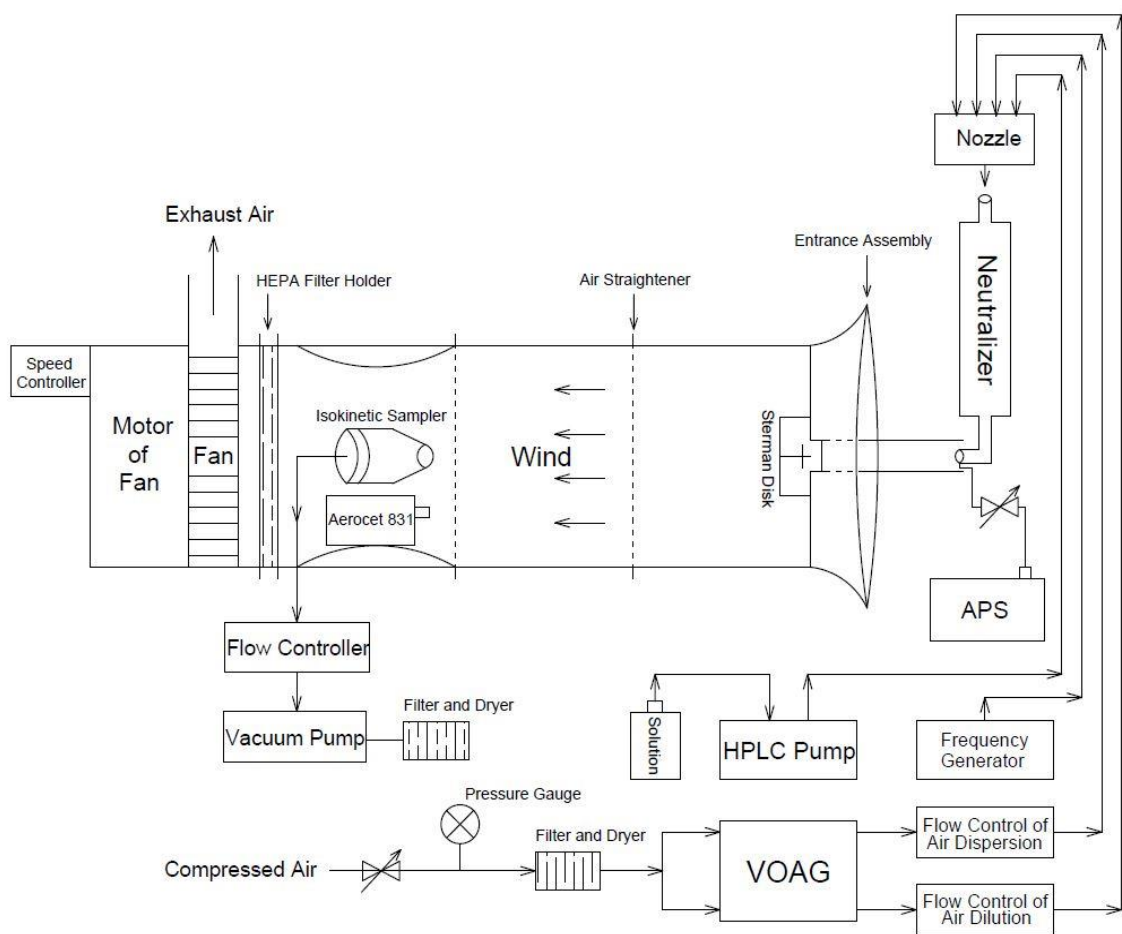 Nozzle
Exhaust Air
Entrance Assembly
HEPA Filter Holder
Air Straightener
Neutralizer
Speed
Controller
Isokinetic Sampler
Motor
of
Fan
Fan
Wind
Sterman Disk
Aerocet 831
APS
Flow Controller
Filter and Dryer
Vacuum Pump
Solution
HPLC Pump
Frequency
Generator
Pressure Gauge
Filter and Dryer
Flow Control of
Air Dispersion
Compressed Air
VOAG
Flow Control of
Air Dilution